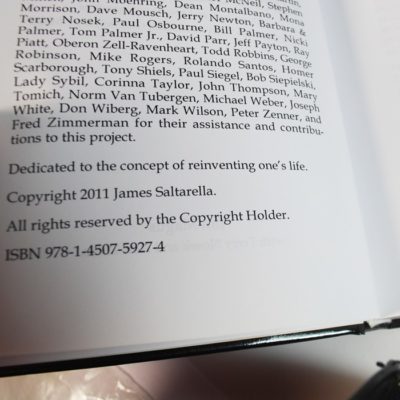 John Moehring, McNeil, Stephen
Morrison, Dave Mousch, Jerry Newton, Barbara &
Terry Nosek, Paul Osbourne, Bill Palmer, Nicki
Palmer, Tom Palmer Jr., David Parr, Jeff Payton, Ray
Piatt, Oberon Zell-Ravenheart, Todd Robbins, George
Robinson, Mike Rogers, Rolando Santos, Homer
Scarborough, Tony Shiels, Paul Siegel, Bob Siepielski,
Lady Sybil, Corinna Taylor, John Thompson, Mary
Tomich, Norm Van Tubergen, Michael Weber, Joseph
White, Don Wiberg, Mark Wilson, Peter Zenner, and
Fred Zimmerman for their assistance and contribu-
tions to this project.
Dedicated to the concept of reinventing one's life.
Copyright 2011 James Saltarella.
All rights reserved by the Copyright Holder.
ISBN 978-1-4507-5927-4